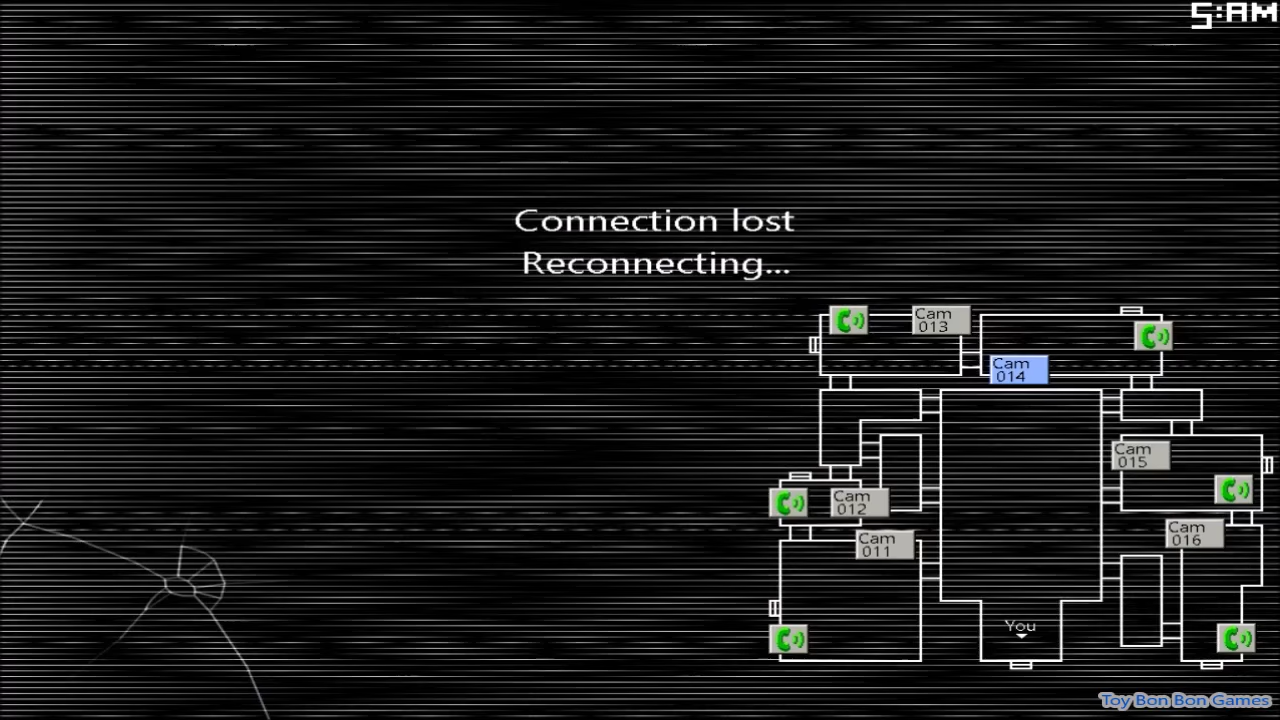 5:AM
Connection lost
Reconnecting...
Cam
013
Cam
014
Cam
015
Cam
012
Cam
016
Cam
011
You
Toy Bon Bon Games